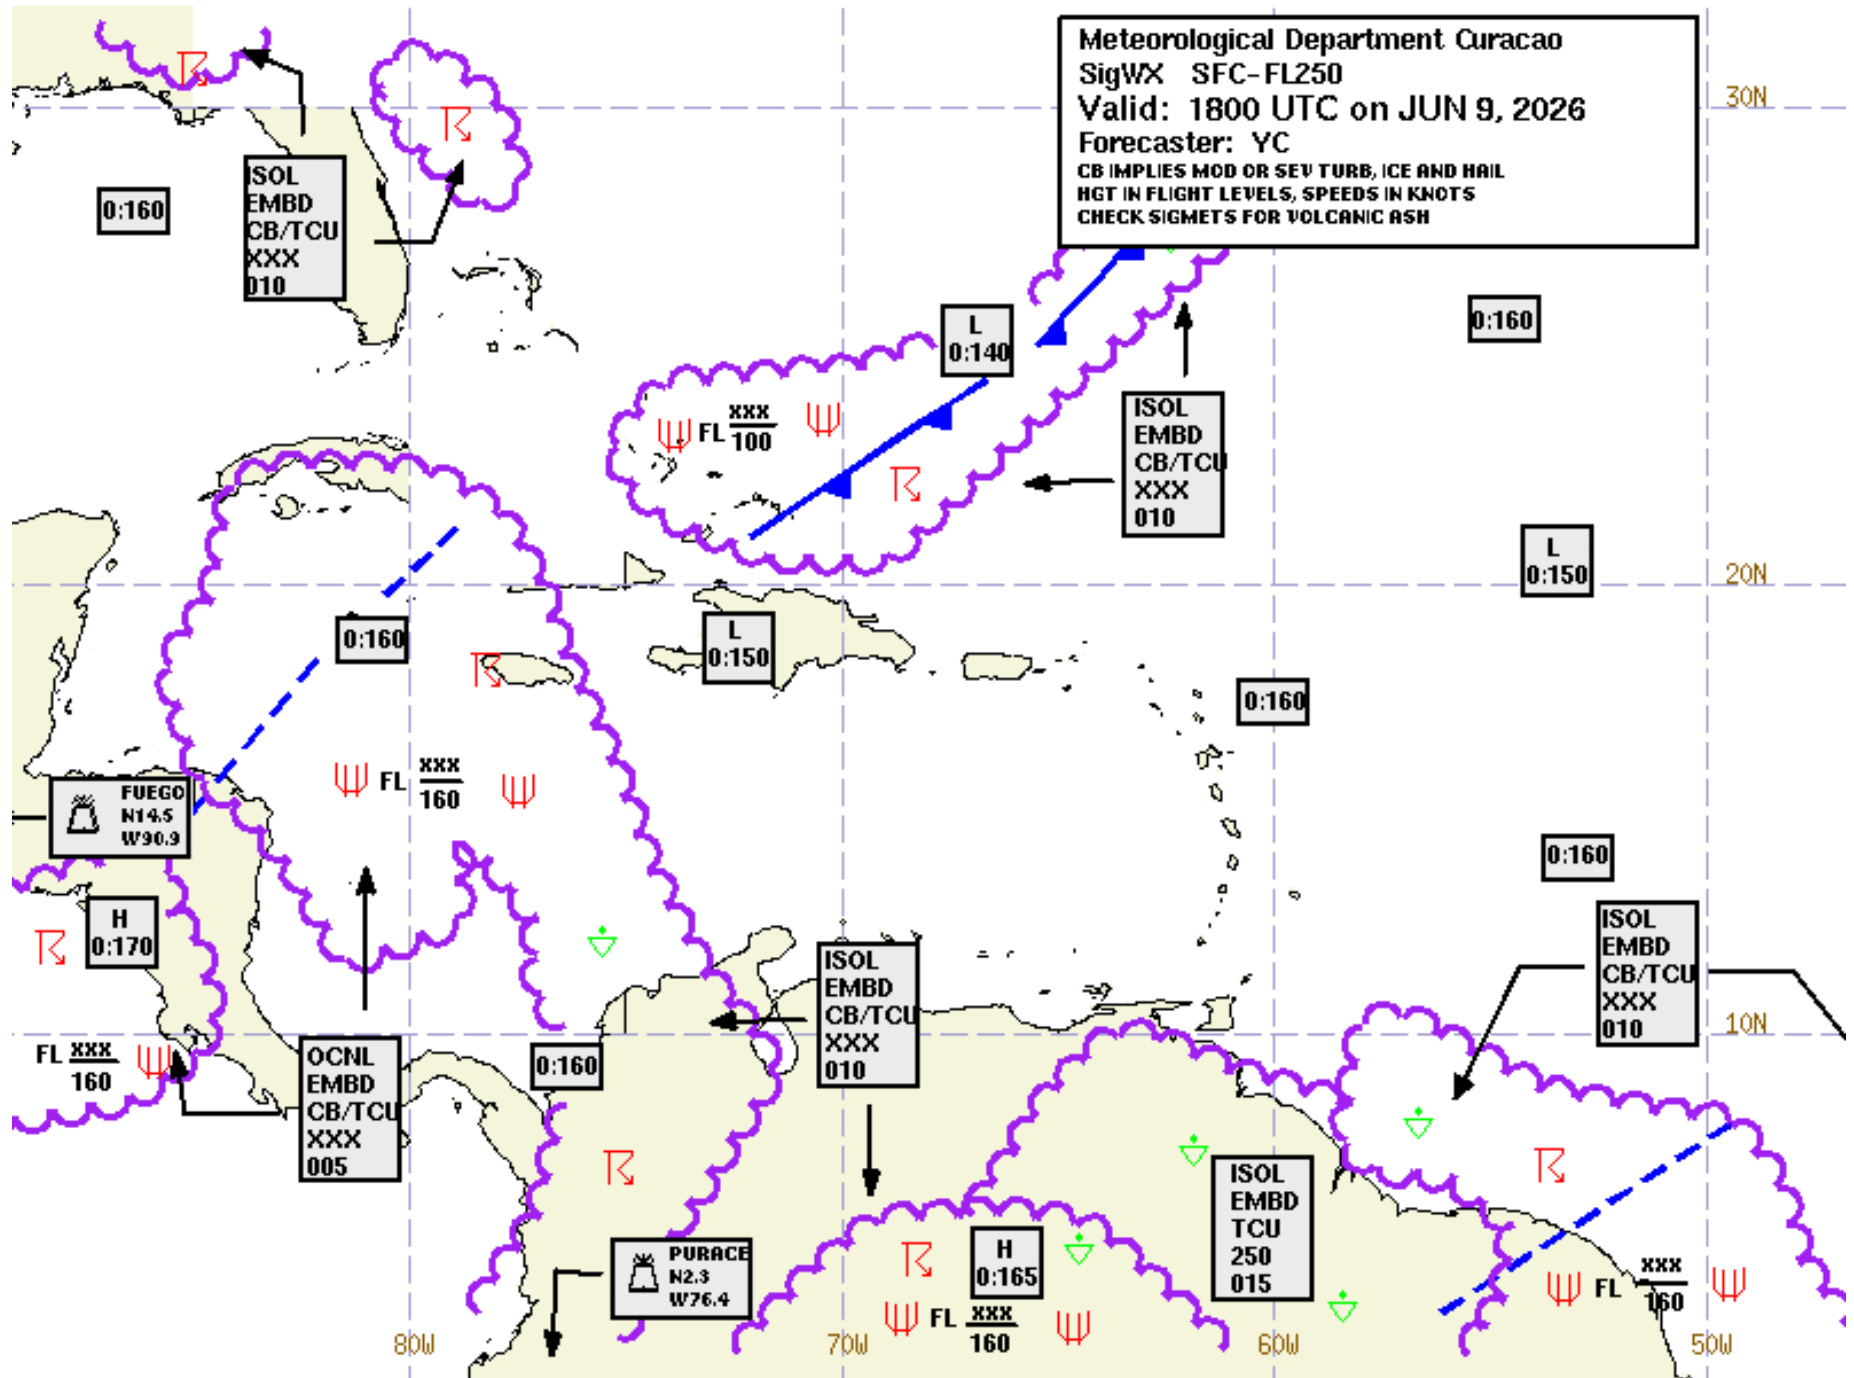 Meteorological Department Curacao
SigWX SFC-FL250
Valid: 1800 UTC on JUN 9, 2026
Forecaster: YC
CB IMPLIES MOD OR SEV TURB, ICE AND HAIL
HGT IN FLIGHT LEVELS, SPEEDS IN KNOTS
CHECK SIGMETS FOR VOLCANIC ASH
30N
ISOL
EMBD
CB/TCU
XXX
010
0:160
0:160
L
0:140
ISOL
EMBD
CB/TCU
XXX
010
FL XXX
100
L
0:150
20N
0:160
L
0:150
0:160
FL XXX
160
FUEGO
N14.5
W90.9
0:160
H
0:170
ISOL
EMBD
CB/TCU
XXX
010
ISOL
EMBD
CB/TCU
XXX
010
10N
FL XXX
160
OCNL
EMBD
CB/TCU
XXX
005
0:160
ISOL
EMBD
TCU
250
015
H
0:165
PURACE
N2.3
W76.4
FL XXX
160
FL XXX
160
80W
70W
60W
50W